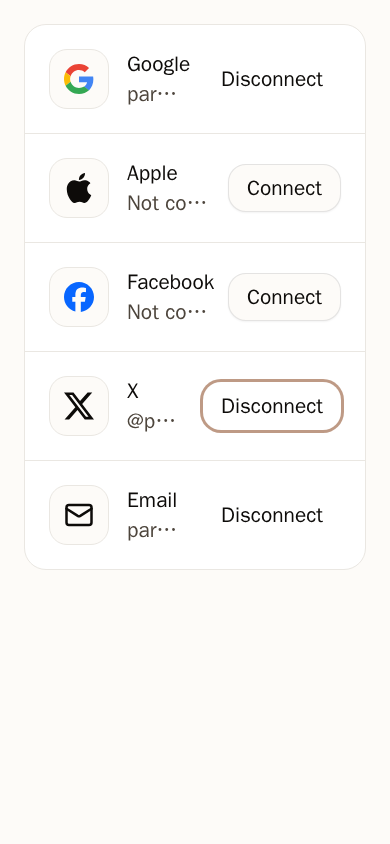 Google
par···
Disconnect
Apple
Not co···
Connect
Facebook
Not co···
Connect
X
@p···
Disconnect
Email
par···
Disconnect